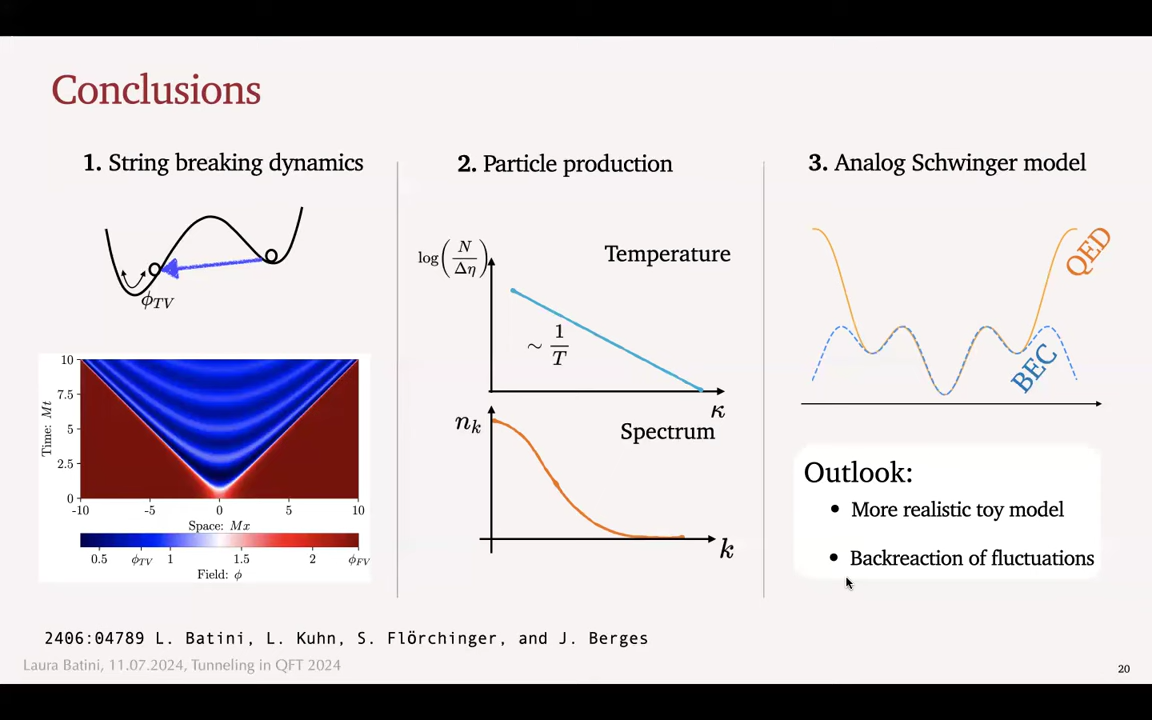 Conclusions
1. String breaking dynamics
ϕTV
10
7.5
5
2.5
0
Time: Mt
-10 -5 0 5 10
Space: Mx
0.5 ϕTV 1 1.5 2 ϕFV
Field: ϕ
2. Particle production
log(N/Δη)
Temperature
∼ 1/T
κ
nk
Spectrum
k
3. Analog Schwinger model
QED
BEC
Outlook:
• More realistic toy model
• Backreaction of fluctuations
2406:04789 L. Batini, L. Kuhn, S. Flörchinger, and J. Berges
Laura Batini, 11.07.2024, Tunneling in QFT 2024
20